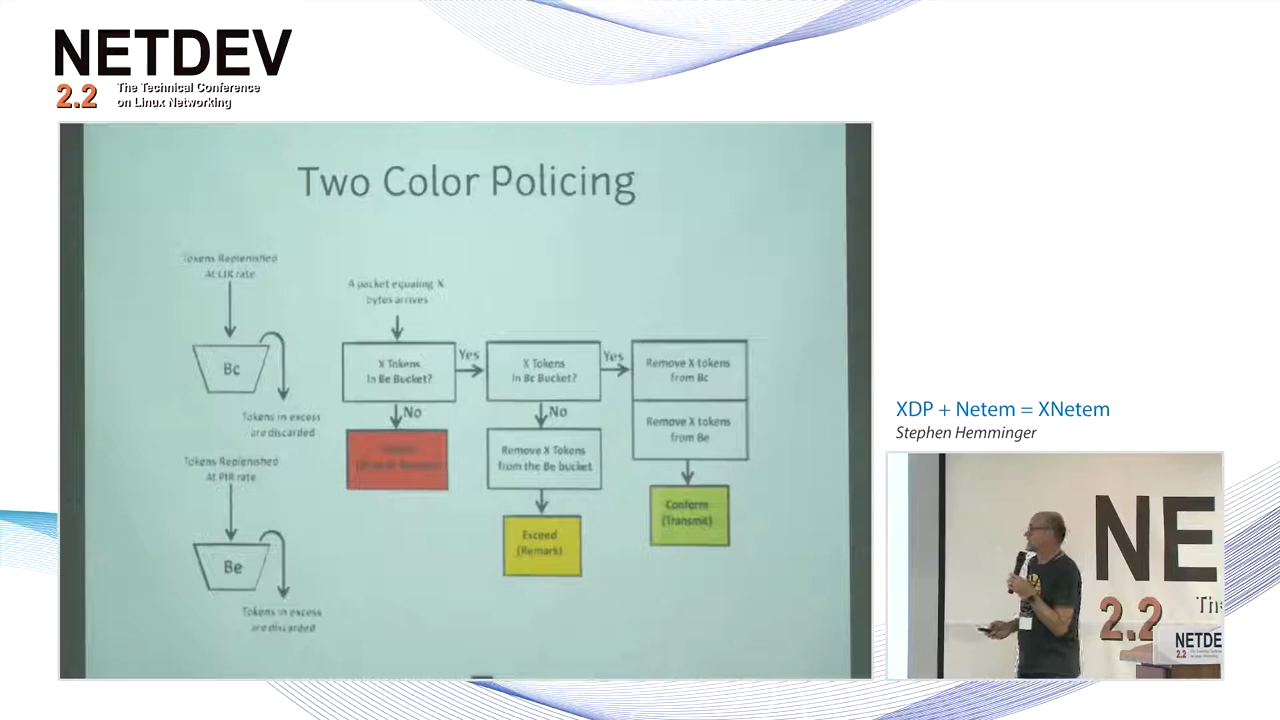 NETDEV
2.2
The Technical Conference
on Linux Networking
Two Color Policing
Tokens Replenished
At CIR rate
Bc
Tokens in excess
are discarded
Tokens Replenished
At PIR rate
Be
Tokens in excess
are discarded
A packet equaling X
bytes arrives
X Tokens
In Be Bucket?
Yes
No
X Tokens
In Bc Bucket?
Yes
No
Remove X Tokens
from the Be bucket
Exceed
(Remark)
Remove X tokens
from Bc
Remove X tokens
from Be
Conform
(Transmit)
XDP + Netem = XNetem
Stephen Hemminger
NE
2.2
NETDE
2.2